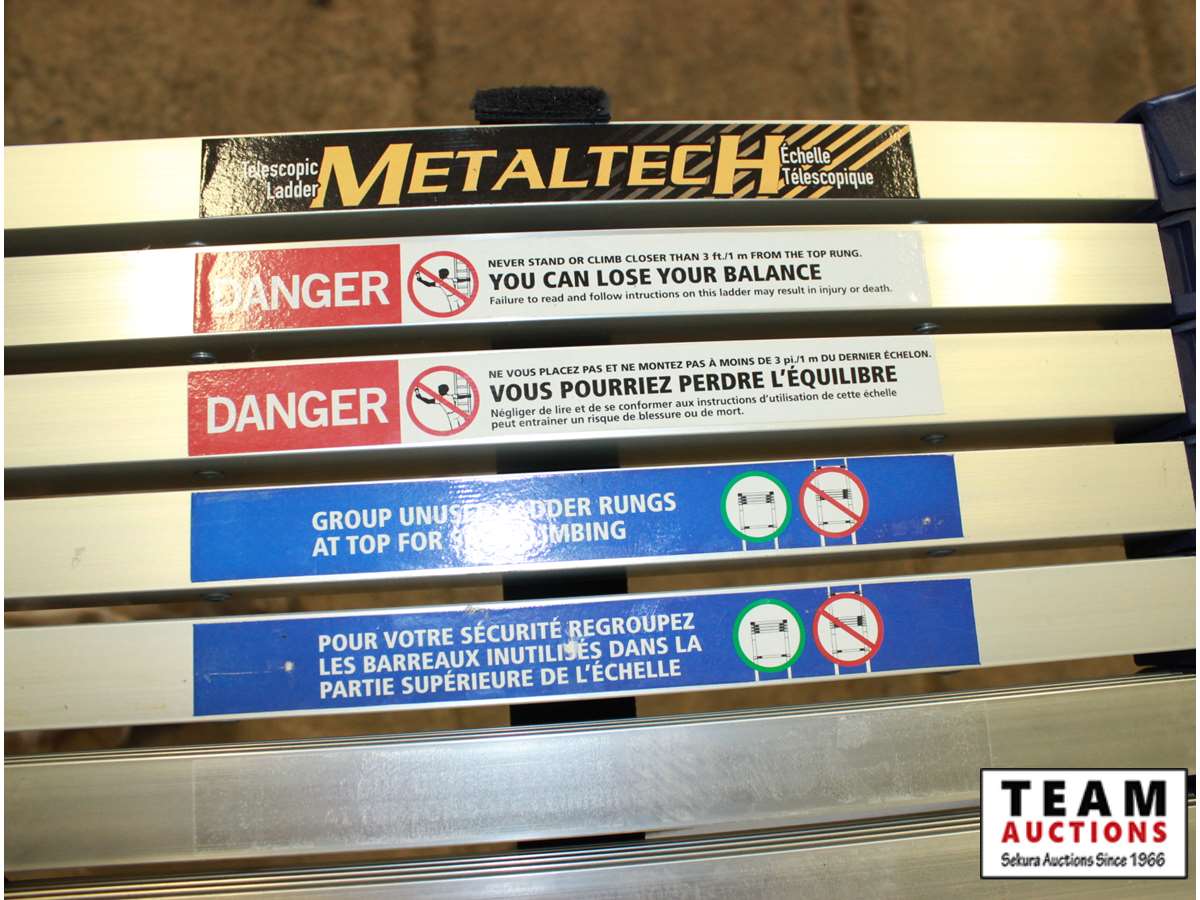 Telescopic
Ladder
METALTECH
Échelle
Télescopique
DANGER
NEVER STAND OR CLIMB CLOSER THAN 3 ft./1 m FROM THE TOP RUNG.
YOU CAN LOSE YOUR BALANCE
Failure to read and follow intructions on this ladder may result in injury or death.
DANGER
NE VOUS PLACEZ PAS ET NE MONTEZ PAS À MOINS DE 3 pi./1 m DU DERNIER ÉCHELON.
VOUS POURRIEZ PERDRE L'ÉQUILIBRE
Négliger de lire et de se conformer aux instructions d'utilisation de cette échelle
peut entrainer un risque de blessure ou de mort.
GROUP UNUSED LADDER RUNGS
AT TOP FOR CLIMBING
POUR VOTRE SÉCURITÉ REGROUPEZ
LES BARREAUX INUTILISÉS DANS LA
PARTIE SUPÉRIEURE DE L'ÉCHELLE
TEAM
AUCTIONS
Sekura Auctions Since 1966